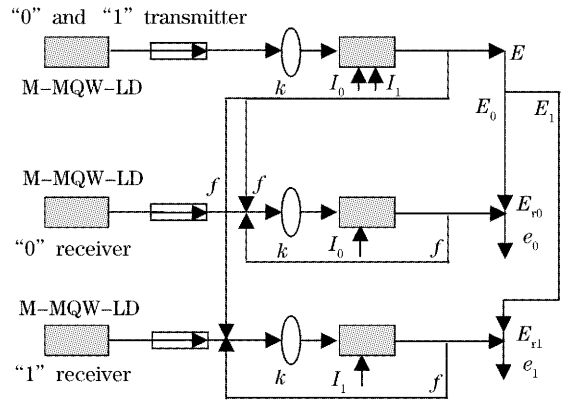 “0” and “1” transmitter
M-MQW-LD
k
I0
I1
E
E0
E1
M-MQW-LD
f
f
“0” receiver
k
I0
f
Er0
e0
M-MQW-LD
“1” receiver
k
I1
f
Er1
e1